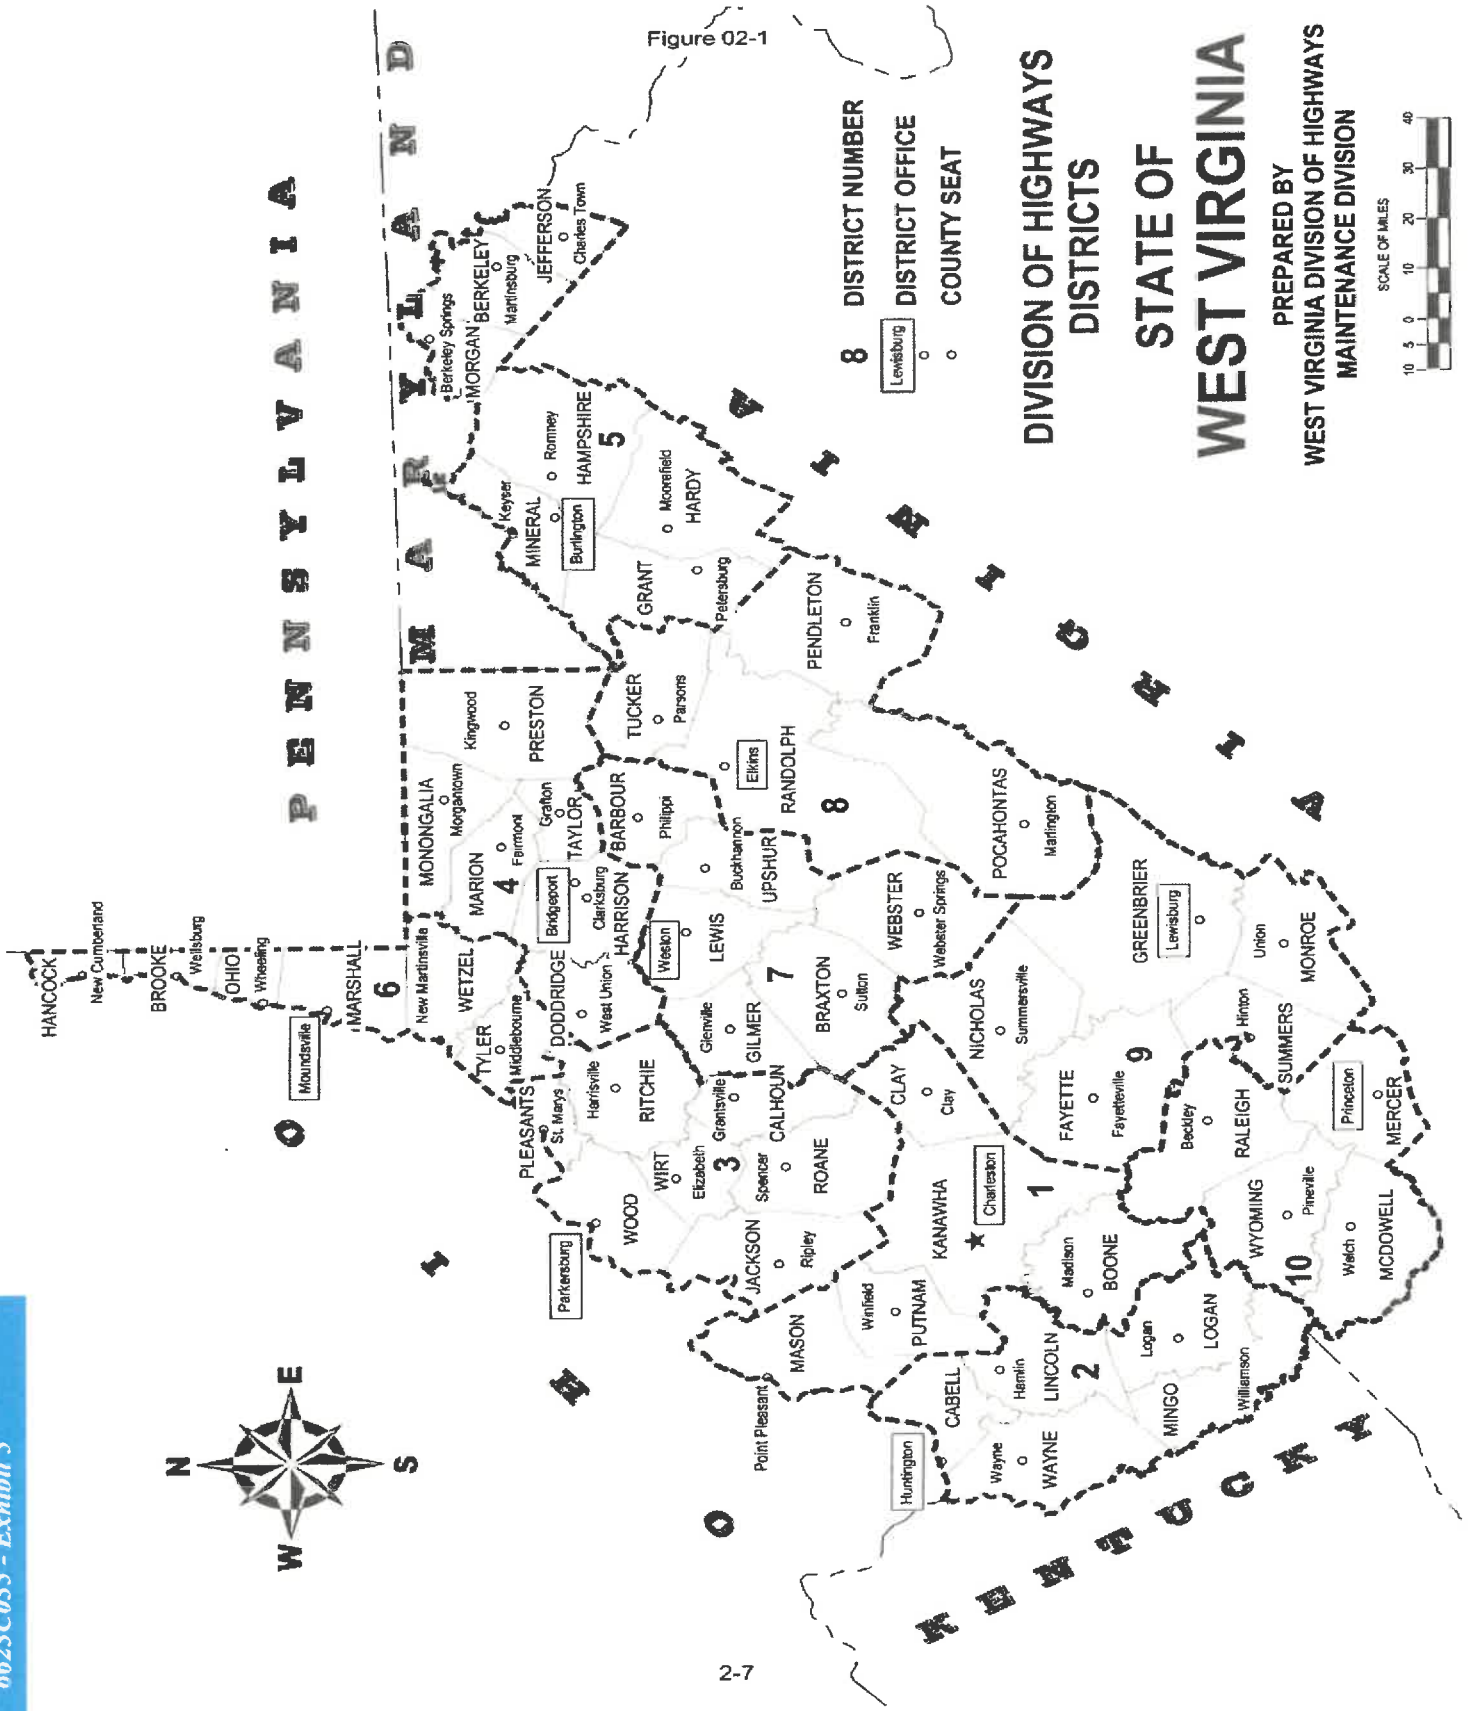 6623C033 - Exhibit 3
Figure 02-1
PENNSYLVANIA
MARYLAND
OHIO
KENTUCKY
VIRGINIA
N
E
S
W
HANCOCK
New Cumberland
BROOKE
Wellsburg
OHIO
Wheeling
MARSHALL
Moundsville
6
New Martinsville
WETZEL
TYLER
Middlebourne
PLEASANTS
St. Marys
DODDRIDGE
West Union
MONONGALIA
Morgantown
MARION
Fairmont
4
Bridgeport
Clarksburg
HARRISON
Grafton
TAYLOR
Kingwood
PRESTON
BARBOUR
Philippi
TUCKER
Parsons
MINERAL
Keyser
Burlington
Romney
HAMPSHIRE
5
Moorefield
HARDY
GRANT
Petersburg
Berkeley Springs
MORGAN
BERKELEY
Martinsburg
JEFFERSON
Charles Town
PENDLETON
Franklin
Elkins
RANDOLPH
8
Buckhannon
UPSHUR
Weston
LEWIS
7
Glenville
GILMER
BRAXTON
Sutton
WEBSTER
Webster Springs
POCAHONTAS
Marlington
Harrisville
RITCHIE
WIRT
Elizabeth
3
Grantsville
CALHOUN
Spencer
ROANE
WOOD
Parkersburg
JACKSON
Ripley
MASON
Point Pleasant
Winfield
PUTNAM
KANAWHA
Charleston
1
CLAY
Clay
NICHOLAS
Summersville
GREENBRIER
Lewisburg
Union
MONROE
FAYETTE
Fayetteville
9
Hinton
SUMMERS
Beckley
RALEIGH
Princeton
MERCER
WYOMING
Pineville
10
Welch
MCDOWELL
Madison
BOONE
CABELL
Huntington
Hamlin
LINCOLN
2
Wayne
WAYNE
Logan
LOGAN
MINGO
Williamson
8 DISTRICT NUMBER
Lewisburg DISTRICT OFFICE
COUNTY SEAT
DIVISION OF HIGHWAYS
DISTRICTS
STATE OF
WEST VIRGINIA
PREPARED BY
WEST VIRGINIA DIVISION OF HIGHWAYS
MAINTENANCE DIVISION
SCALE OF MILES
10 5 0 10 20 30 40
2-7